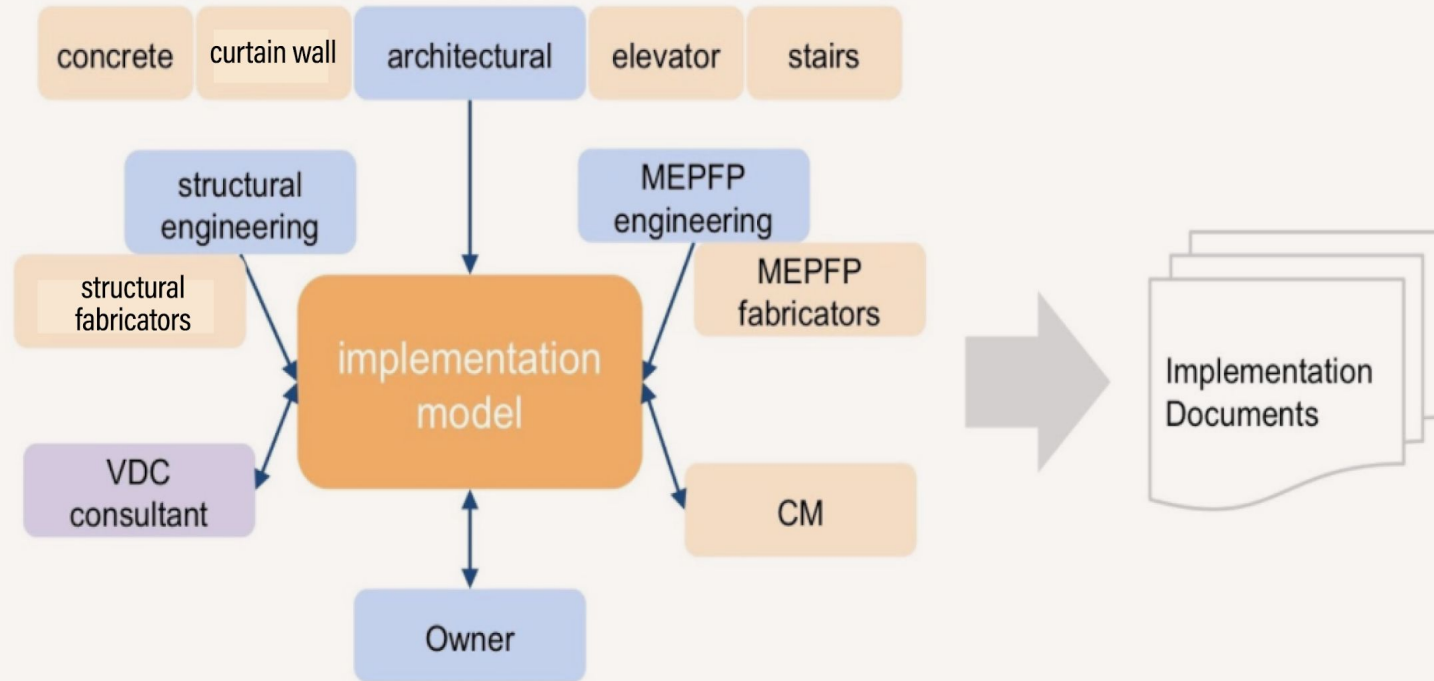 concrete
curtain wall
architectural
elevator
stairs
structural
engineering
MEPFP
engineering
structural
fabricators
MEPFP
fabricators
implementation
model
Implementation
Documents
VDC
consultant
CM
Owner